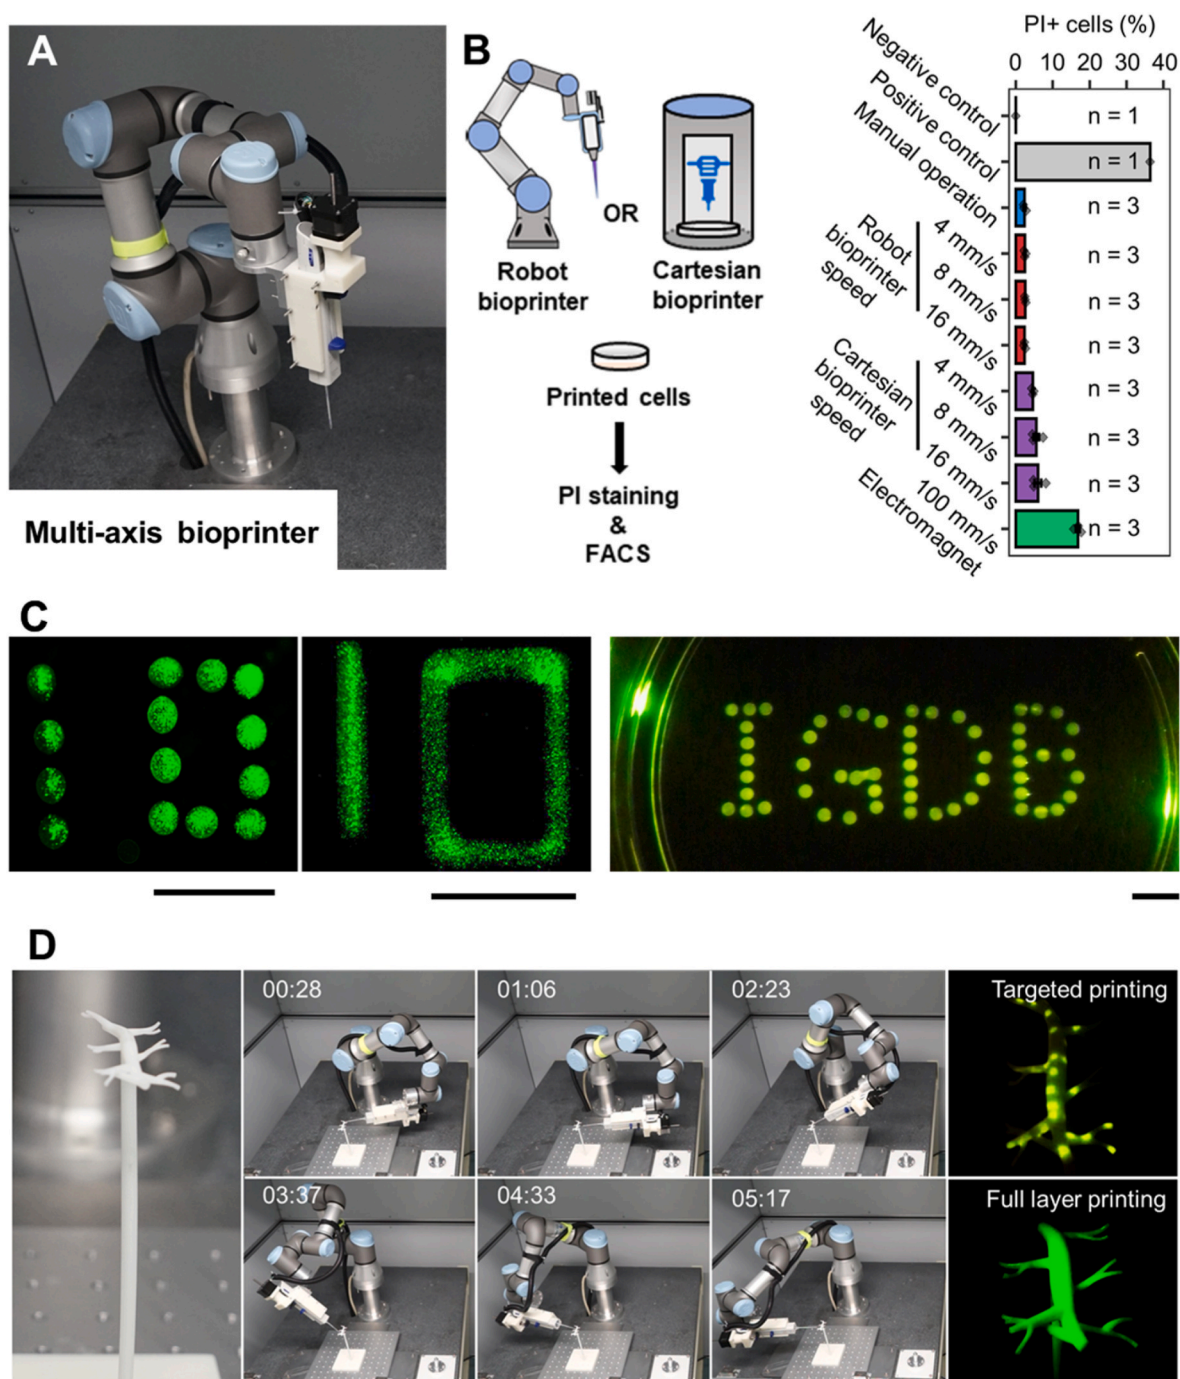 A
Multi-axis bioprinter
B
OR
Robot
bioprinter
Cartesian
bioprinter
Printed cells
PI staining
&
FACS
PI+ cells (%)
0 10 20 30 40
Negative control
Positive control
Manual operation
Robot
bioprinter
speed
4 mm/s
8 mm/s
16 mm/s
Cartesian
bioprinter
speed
4 mm/s
8 mm/s
16 mm/s
100 mm/s
Electromagnet
n = 1
n = 1
n = 3
n = 3
n = 3
n = 3
n = 3
n = 3
n = 3
n = 3
C
10
10
IGDB
D
00:28
01:06
02:23
Targeted printing
03:37
04:33
05:17
Full layer printing